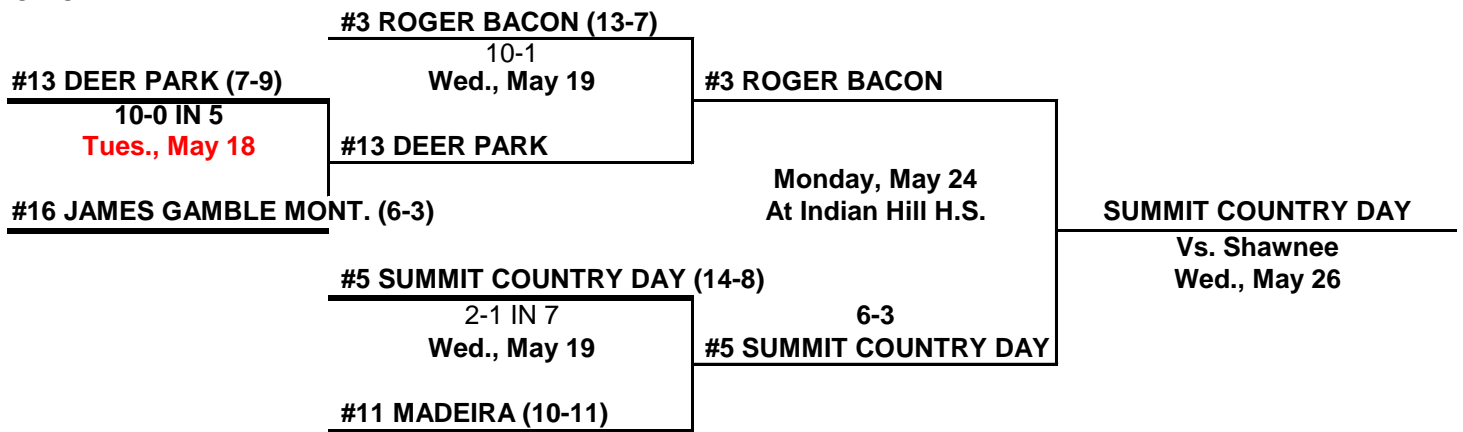 #3 ROGER BACON (13-7)
10-1
#13 DEER PARK (7-9)
Wed., May 19
#3 ROGER BACON
10-0 IN 5
Tues., May 18
#13 DEER PARK
Monday, May 24
#16 JAMES GAMBLE MONT. (6-3)
At Indian Hill H.S.
SUMMIT COUNTRY DAY
Vs. Shawnee
#5 SUMMIT COUNTRY DAY (14-8)
Wed., May 26
2-1 IN 7
6-3
Wed., May 19
#5 SUMMIT COUNTRY DAY
#11 MADEIRA (10-11)